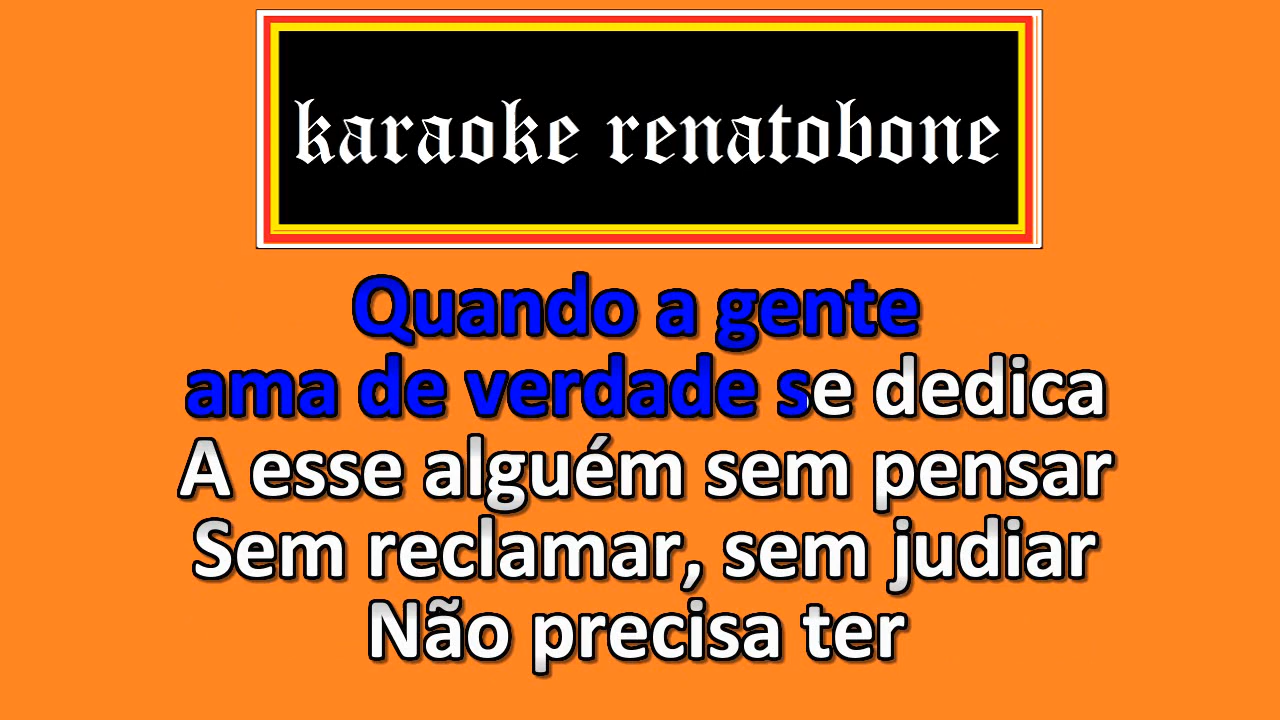 karaoke renatobone
Quando a gente
ama de verdade se dedica
A esse alguém sem pensar
Sem reclamar, sem judiar
Não precisa ter